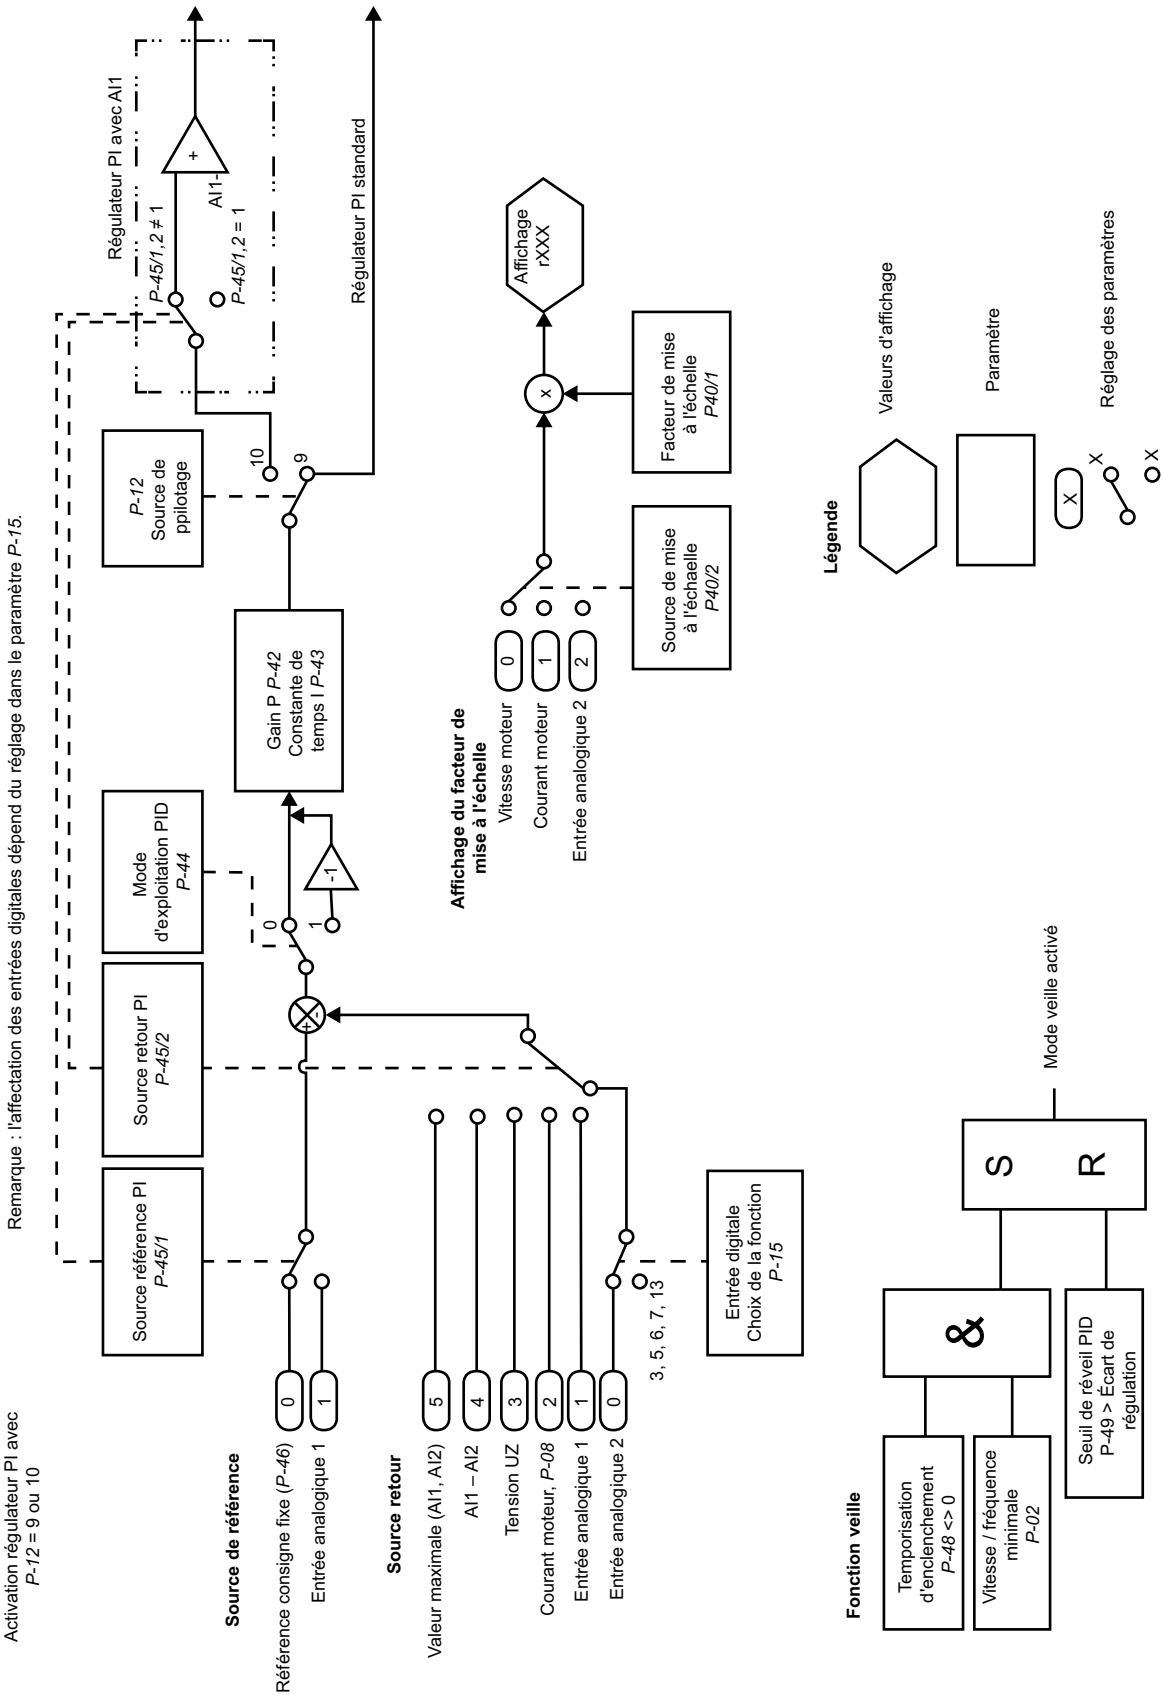 Activation régulateur PI avec
P-12 = 9 ou 10
Remarque : l'affectation des entrées digitales dépend du réglage dans le paramètre P-15.
Source référence PI
P-45/1
Source retour PI
P-45/2
Mode
d'exploitation PID
P-44
P-12
Source de
ppilotage
Régulateur PI avec AI1
P-45/1,2 ≠ 1
P-45/1,2 = 1
AI1-
+
Régulateur PI standard
10
9
Gain P P-42
Constante de
temps I P-43
0
1
-1
+
-
Source de référence
Référence consigne fixe (P-46)
0
Entrée analogique 1
1
Source retour
Valeur maximale (AI1, AI2)
5
AI1 – AI2
4
Tension UZ
3
Courant moteur, P-08
2
Entrée analogique 1
1
Entrée analogique 2
0
3, 5, 6, 7, 13
Entrée digitale
Choix de la fonction
P-15
Affichage du facteur de
mise à l'échelle
Vitesse moteur
0
Courant moteur
1
Entrée analogique 2
2
Source de mise
à l'échaelle
P40/2
Facteur de mise
à l'échelle
P40/1
x
Affichage
rXXX
Fonction veille
Temporisation
d'enclenchement
P-48 <> 0
Vitesse / fréquence
minimale
P-02
&
Seuil de réveil PID
P-49 > Écart de
régulation
S
R
Mode veille activé
Légende
Valeurs d'affichage
Paramètre
X
X
X
Réglage des paramètres